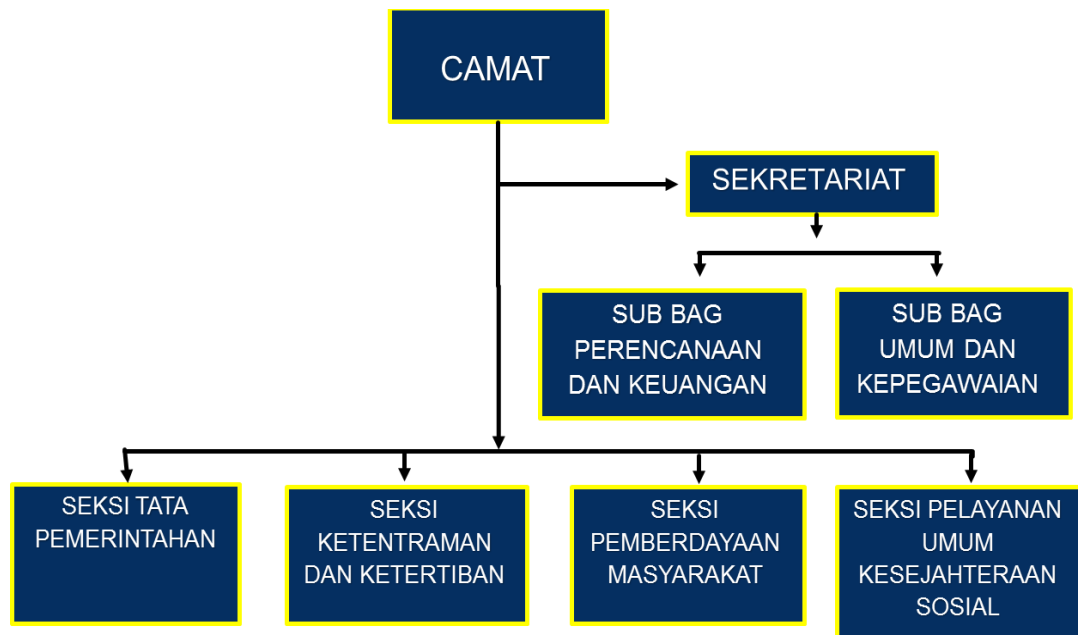 CAMAT
SEKRETARIAT
SUB BAG
PERENCANAAN
DAN KEUANGAN
SUB BAG
UMUM DAN
KEPEGAWAIAN
SEKSI TATA
PEMERINTAHAN
SEKSI
KETENTRAMAN
DAN KETERTIBAN
SEKSI
PEMBERDAYAAN
MASYARAKAT
SEKSI PELAYANAN
UMUM
KESEJAHTERAAN
SOSIAL